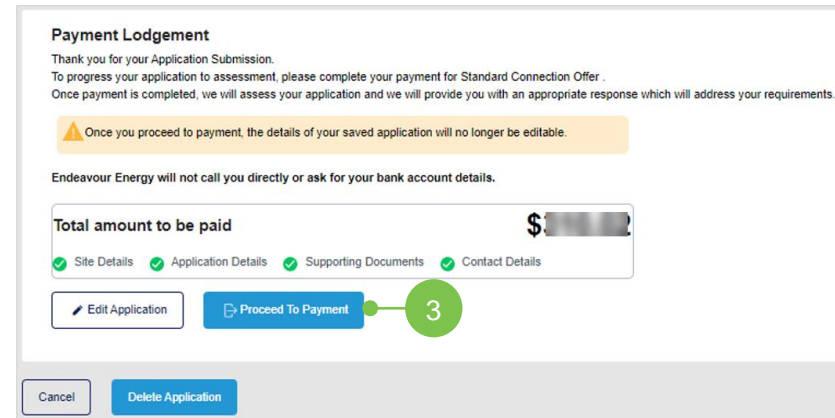 Payment Lodgement
Thank you for your Application Submission.
To progress your application to assessment, please complete your payment for Standard Connection Offer .
Once payment is completed, we will assess your application and we will provide you with an appropriate response which will address your requirements.
Once you proceed to payment, the details of your saved application will no longer be editable.
Endeavour Energy will not call you directly or ask for your bank account details.
Total amount to be paid $
Site Details Application Details Supporting Documents Contact Details
Edit Application Proceed To Payment 3
Cancel Delete Application